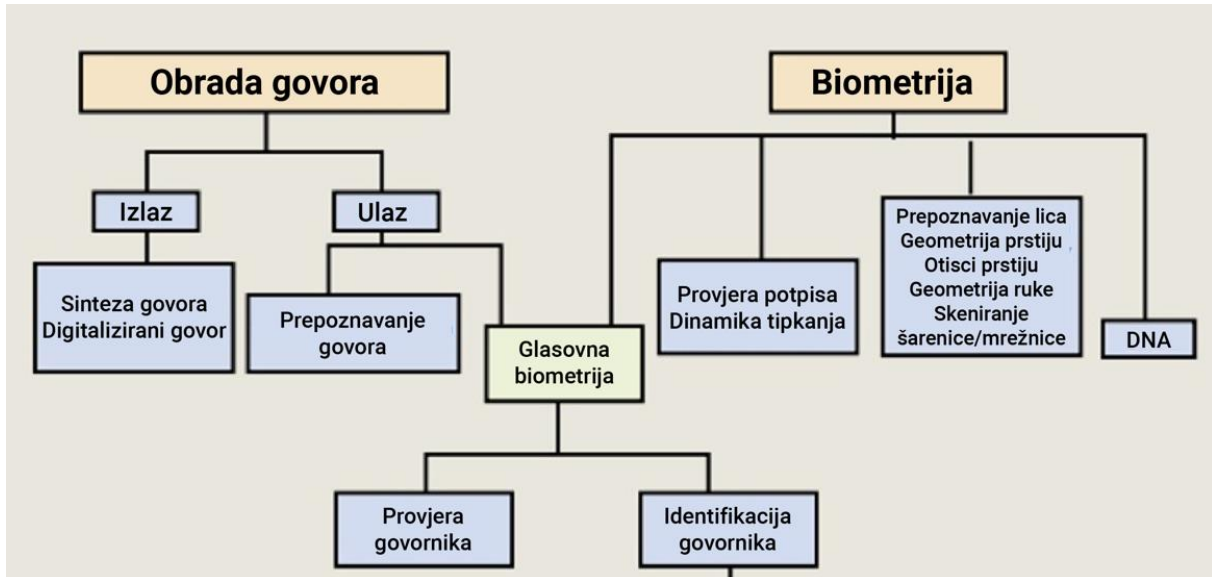 Obrada govora
Biometrija
Izlaz
Ulaz
Sinteza govora
Digitalizirani govor
Prepoznavanje
govora
Glasovna
biometrija
Provjera potpisa
Dinamika tipkanja
Prepoznavanje lica
Geometrija prstiju
Otisci prstiju
Geometrija ruke
Skeniranje
šarenice/mrežnice
DNA
Provjera
govornika
Identifikacija
govornika